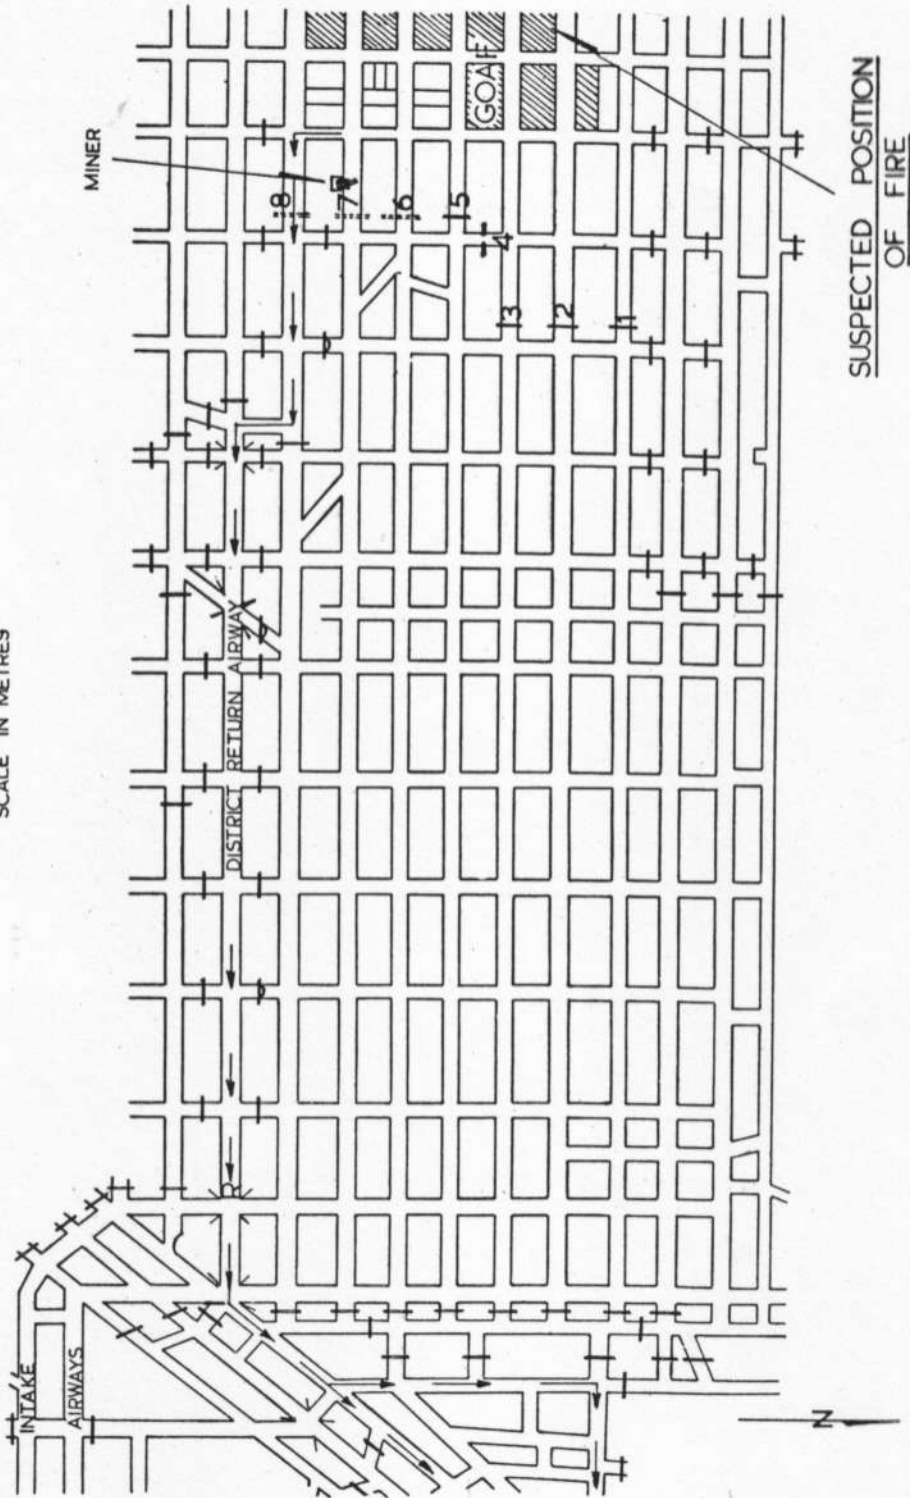 SCALE IN METRES
MINER
8
7
6
5
4
3
2
1
GOAF
SUSPECTED POSITION
OF FIRE
DISTRICT RETURN AIRWAY
R
INTAKE
AIRWAYS
N